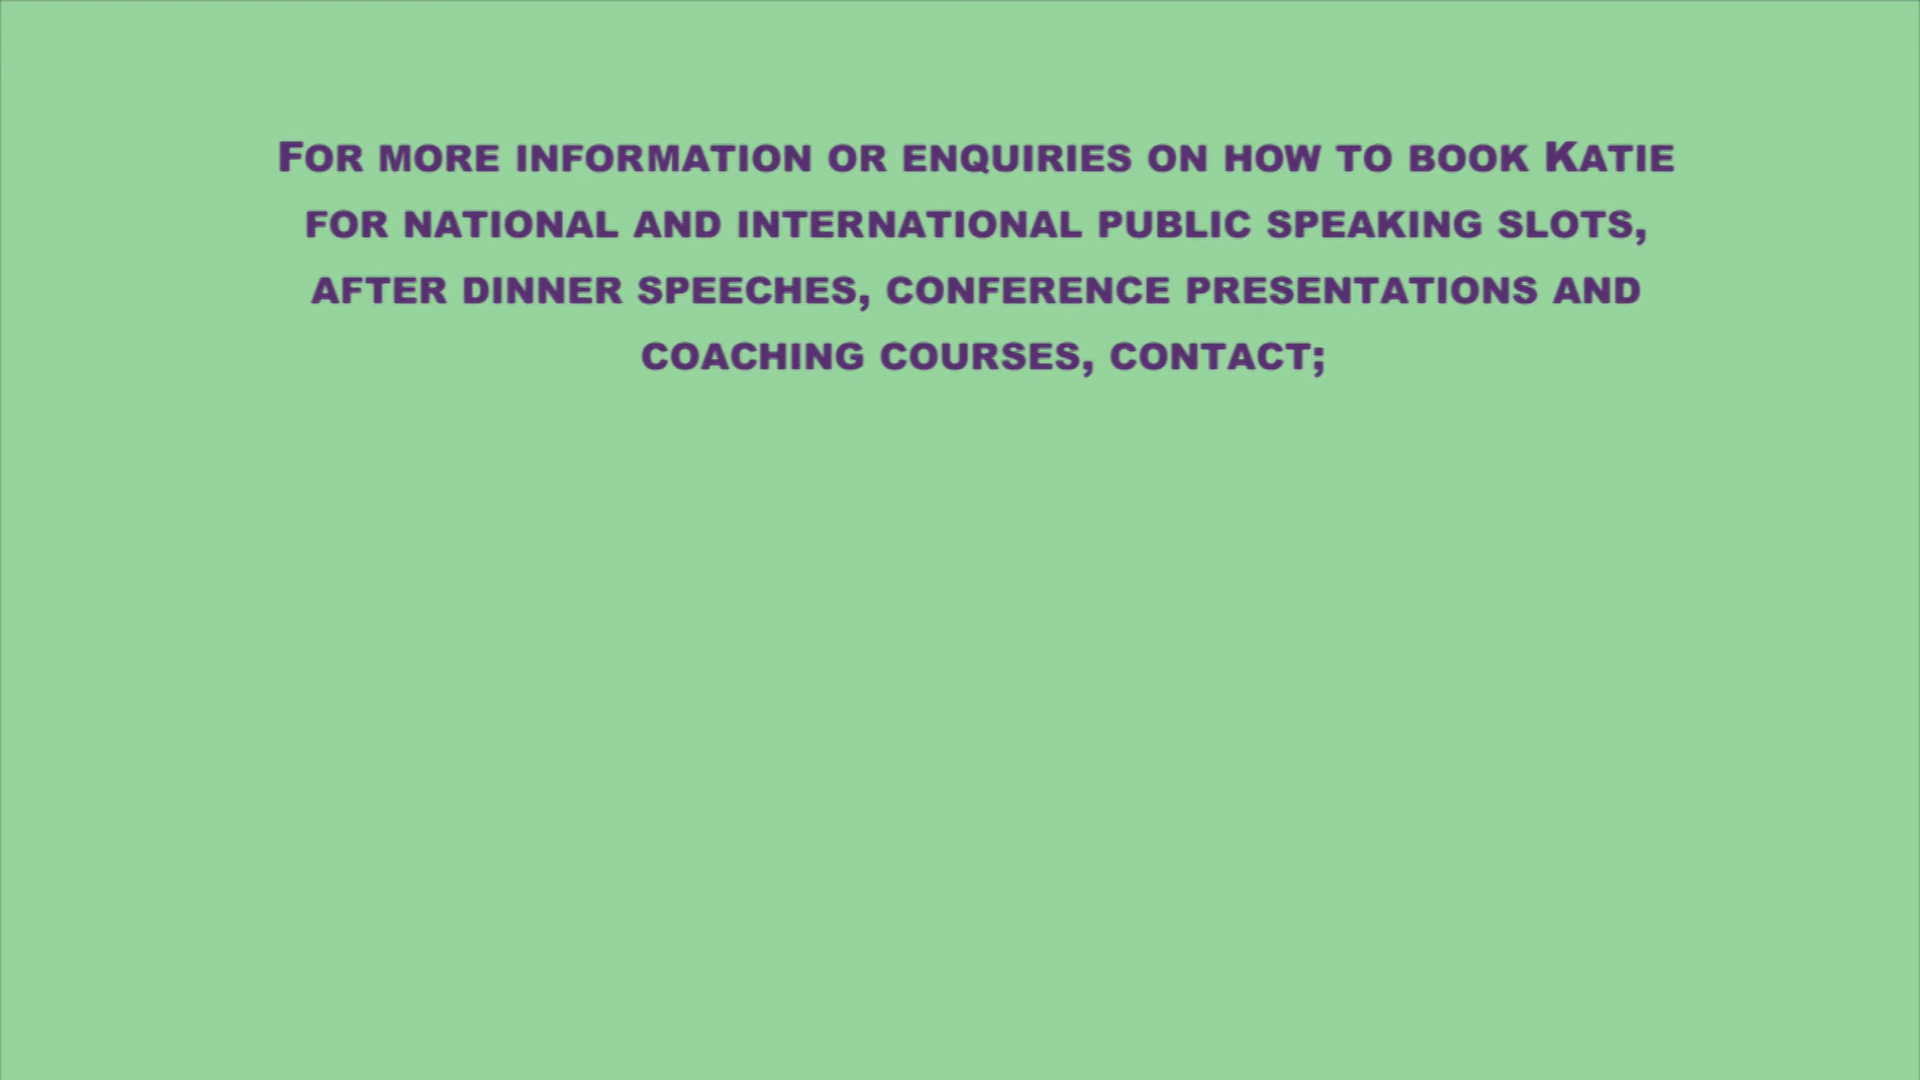 For more information or enquiries on how to book Katie
for national and international public speaking slots,
after dinner speeches, conference presentations and
coaching courses, contact;